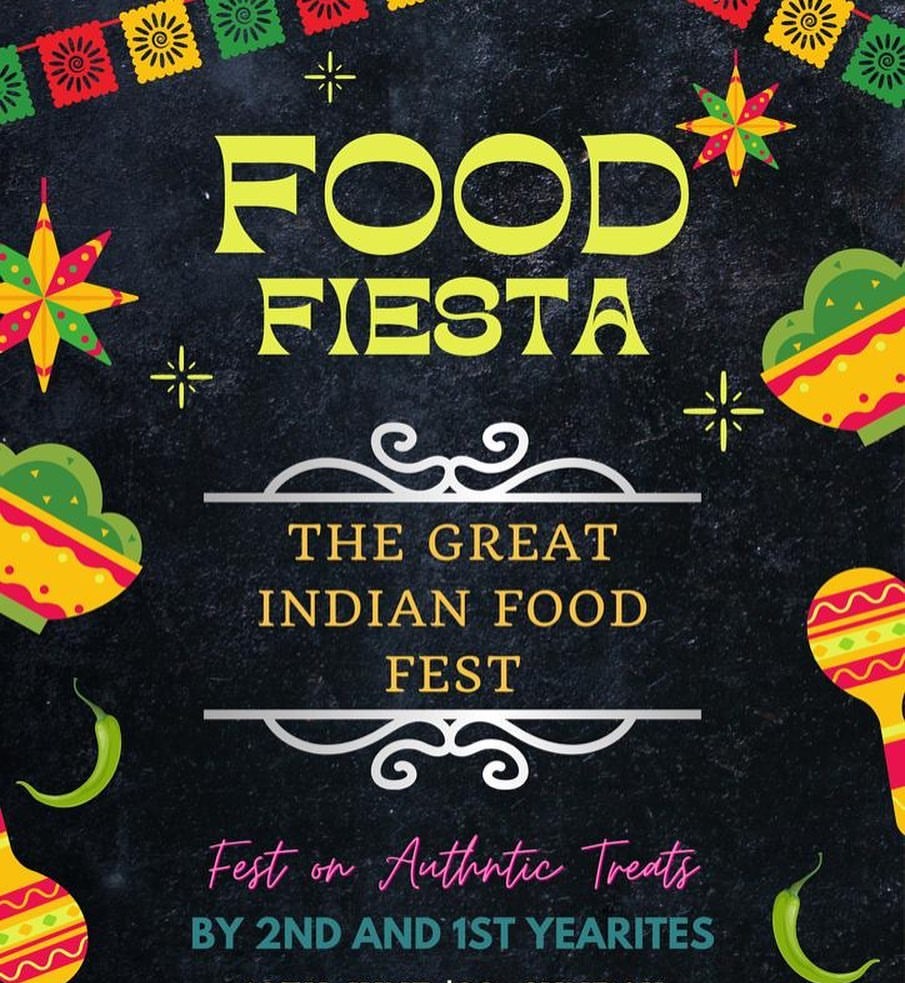 FOOD
FIESTA
THE GREAT
INDIAN FOOD
FEST
Fest on Authntic Treats
BY 2ND AND 1ST YEARITES